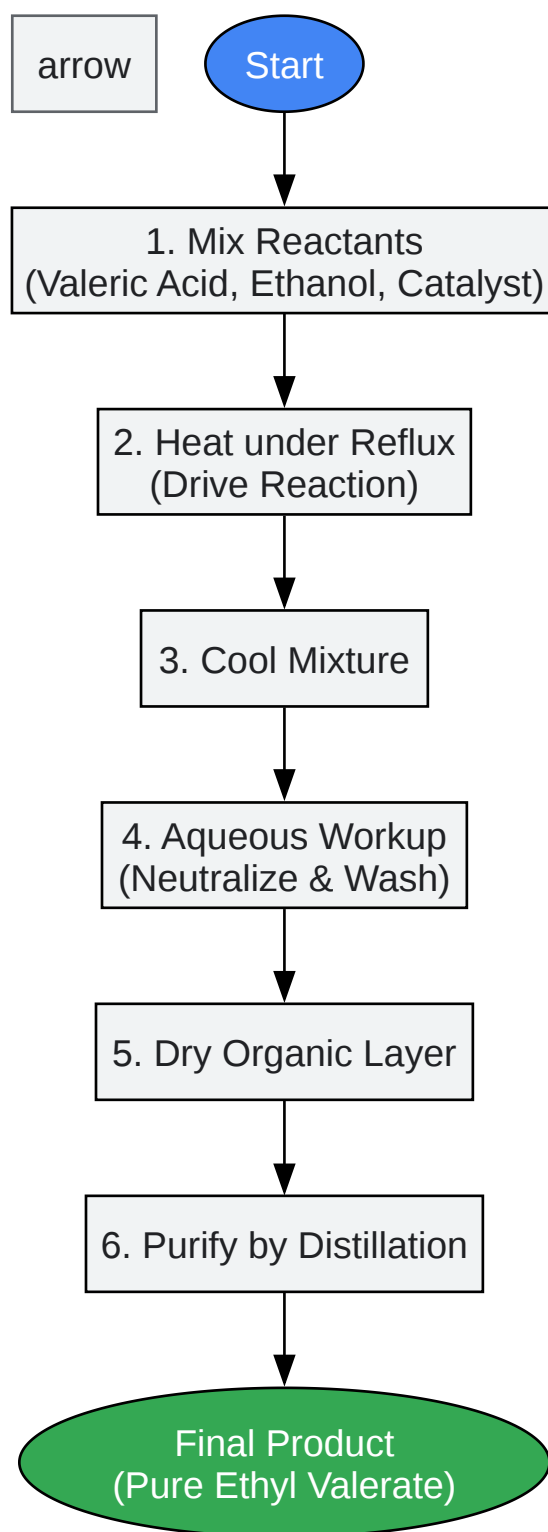 arrow
Start
1. Mix Reactants
(Valeric Acid, Ethanol, Catalyst)
2. Heat under Reflux
(Drive Reaction)
3. Cool Mixture
4. Aqueous Workup
(Neutralize & Wash)
5. Dry Organic Layer
6. Purify by Distillation
Final Product
(Pure Ethyl Valerate)